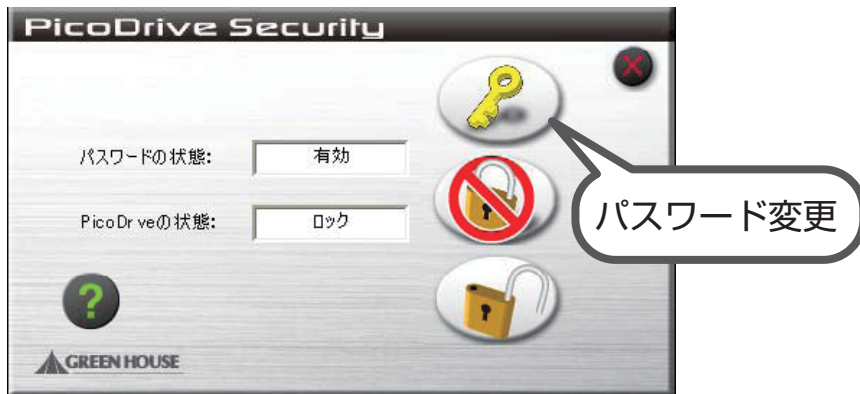 PicoDrive Security
パスワードの状態: 有効
PicoDr veの状態: ロック
パスワード変更
?
GREEN HOUSE